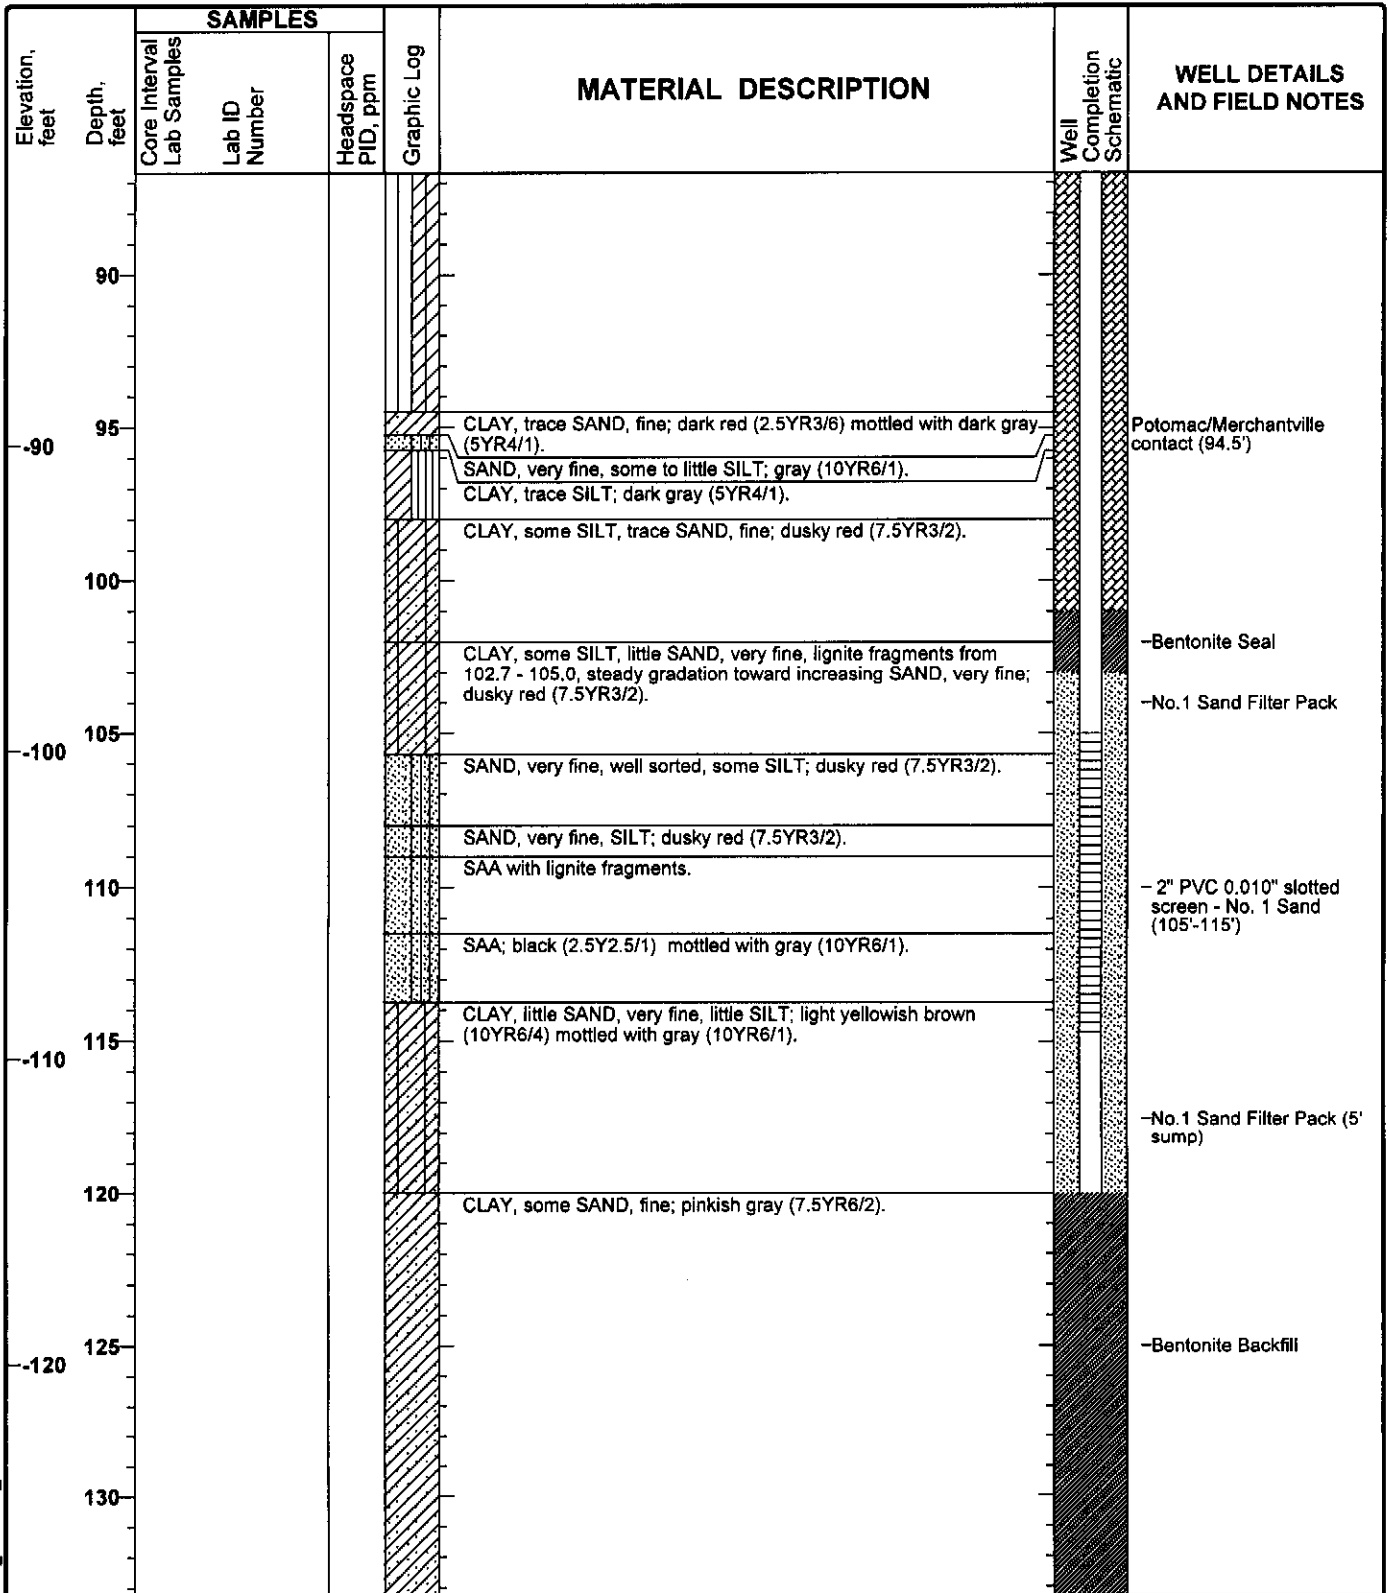 SAMPLES
Elevation,
feet
Depth,
feet
Core Interval
Lab Samples
Lab ID
Number
Headspace
PID, ppm
Graphic Log
MATERIAL DESCRIPTION
Well
Completion
Schematic
WELL DETAILS
AND FIELD NOTES
90
95
-90
CLAY, trace SAND, fine; dark red (2.5YR3/6) mottled with dark gray
(5YR4/1).
Potomac/Merchantville
contact (94.5')
SAND, very fine, some to little SILT; gray (10YR6/1).
CLAY, trace SILT; dark gray (5YR4/1).
CLAY, some SILT, trace SAND, fine; dusky red (7.5YR3/2).
100
Bentonite Seal
CLAY, some SILT, little SAND, very fine, lignite fragments from
102.7 - 105.0, steady gradation toward increasing SAND, very fine;
dusky red (7.5YR3/2).
No.1 Sand Filter Pack
105
-100
SAND, very fine, well sorted, some SILT; dusky red (7.5YR3/2).
SAND, very fine, SILT; dusky red (7.5YR3/2).
SAA with lignite fragments.
110
2" PVC 0.010" slotted
screen - No. 1 Sand
(105'-115')
SAA; black (2.5Y2.5/1) mottled with gray (10YR6/1).
CLAY, little SAND, very fine, little SILT; light yellowish brown
(10YR6/4) mottled with gray (10YR6/1).
115
-110
No.1 Sand Filter Pack (5'
sump)
120
CLAY, some SAND, fine; pinkish gray (7.5YR6/2).
125
-120
Bentonite Backfill
130